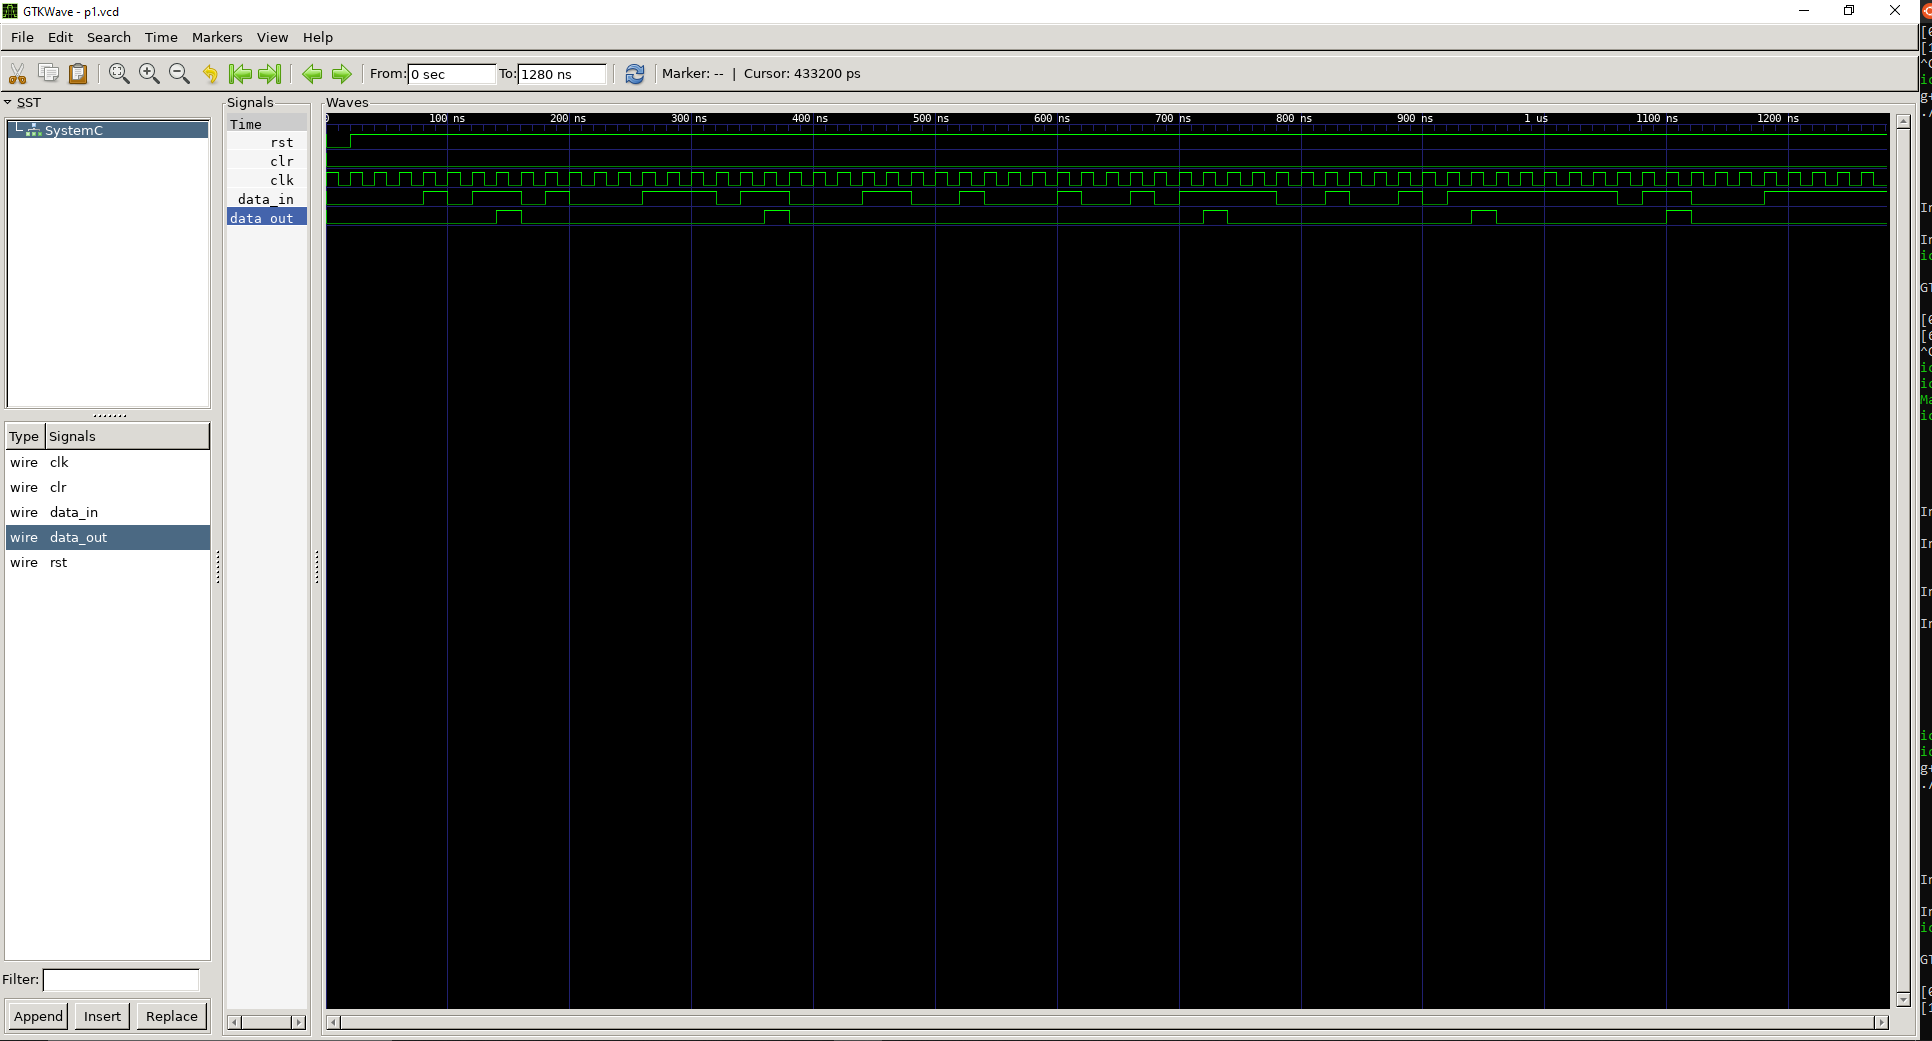 GTKWave - p1.vcd
File Edit Search Time Markers View Help
From: 0 sec To: 1280 ns Marker: -- | Cursor: 433200 ps
SST
SystemC
Type Signals
wire clk
wire clr
wire data_in
wire data_out
wire rst
Filter:
Append Insert Replace
Signals
Time
rst
clr
clk
data_in
data_out
Waves
0 100 ns 200 ns 300 ns 400 ns 500 ns 600 ns 700 ns 800 ns 900 ns 1 us 1100 ns 1200 ns